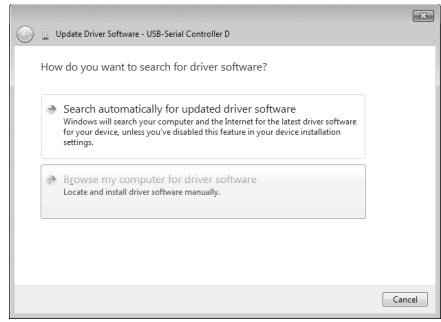 Update Driver Software - USB-Serial Controller D
How do you want to search for driver software?
Search automatically for updated driver software
Windows will search your computer and the Internet for the latest driver software
for your device, unless you've disabled this feature in your device installation
settings.
Browse my computer for driver software
Locate and install driver software manually.
Cancel